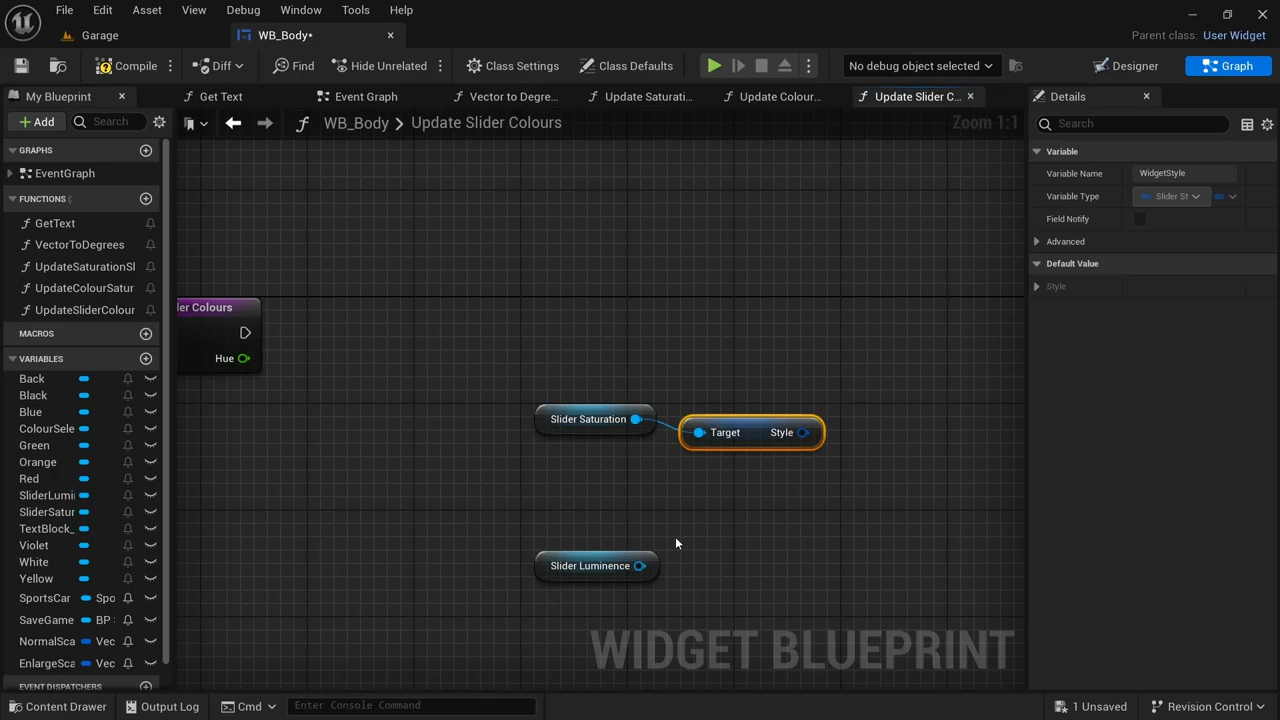 File Edit Asset View Debug Window Tools Help
Garage
WB_Body*
Parent class: User Widget
Compile
Diff
Find
Hide Unrelated
Class Settings
Class Defaults
No debug object selected
Designer
Graph
My Blueprint
Get Text
Event Graph
Vector to Degre...
Update Saturati...
Update Colour...
Update Slider C...
Details
Add
Search
WB_Body > Update Slider Colours
Zoom 1:1
Search
GRAPHS
EventGraph
FUNCTIONS (
GetText
VectorToDegrees
UpdateSaturationSl
UpdateColourSatur
UpdateSliderColour
MACROS
VARIABLES
Back
Black
Blue
ColourSele
Green
Orange
Red
SliderLumi
SliderSatur
TextBlock_
Violet
White
Yellow
SportsCar Spo
SaveGame BP
NormalSca Vec
EnlargeSca Vec
EVENT DISPATCHERS
ler Colours
Hue
Slider Saturation
Target Style
Slider Luminence
WIDGET BLUEPRINT
Variable
Variable Name WidgetStyle
Variable Type Slider St
Field Notify
Advanced
Default Value
Style
Content Drawer
Output Log
Cmd
Enter Console Command
1 Unsaved
Revision Control